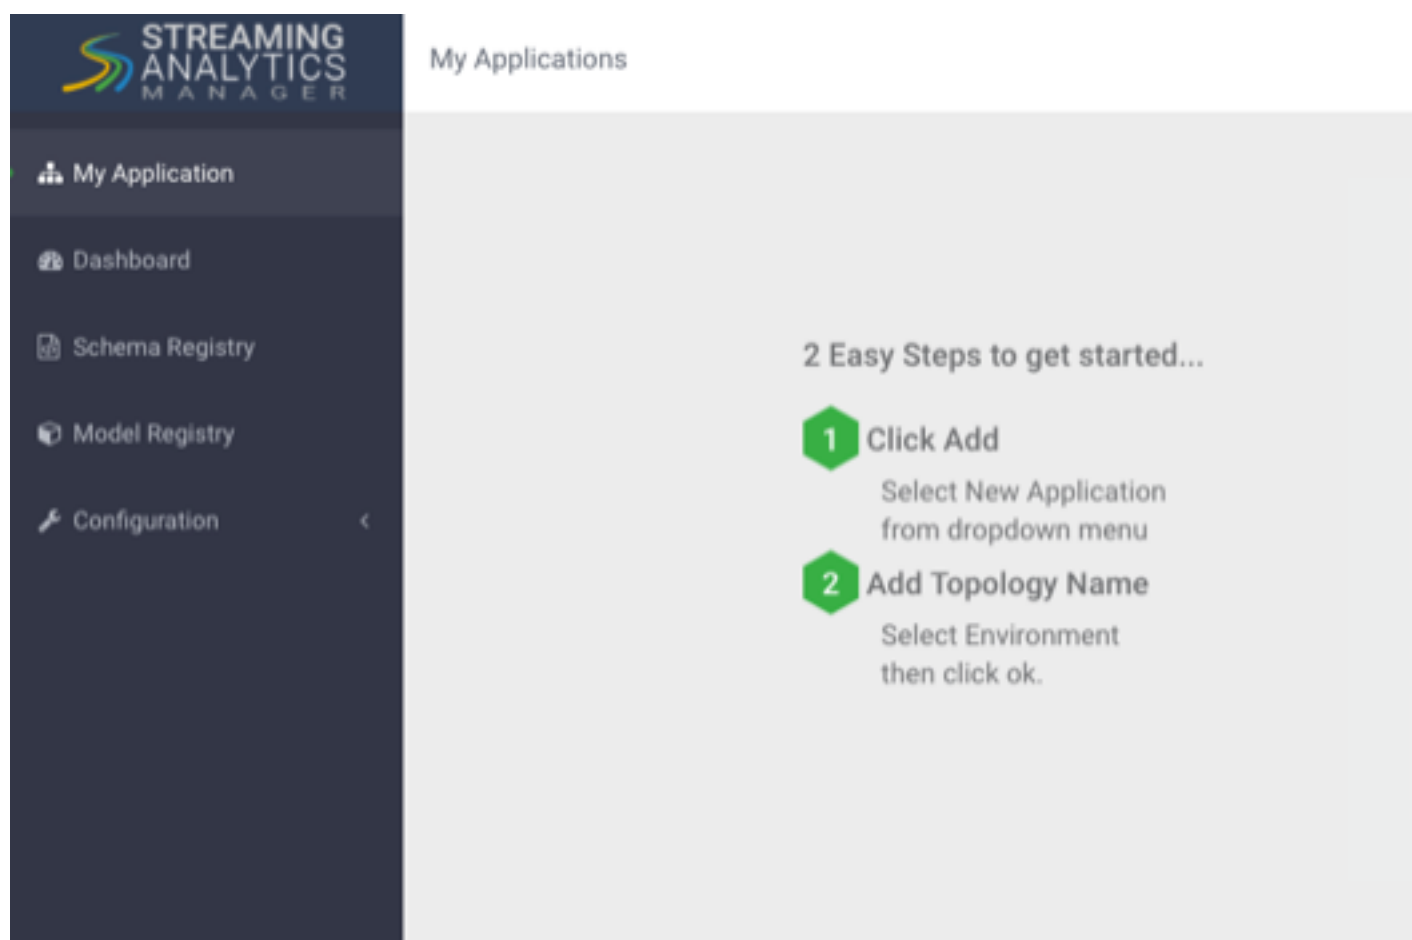 STREAMING
ANALYTICS
MANAGER
My Applications
My Application
Dashboard
Schema Registry
Model Registry
Configuration
2 Easy Steps to get started...
1 Click Add
Select New Application
from dropdown menu
2 Add Topology Name
Select Environment
then click ok.